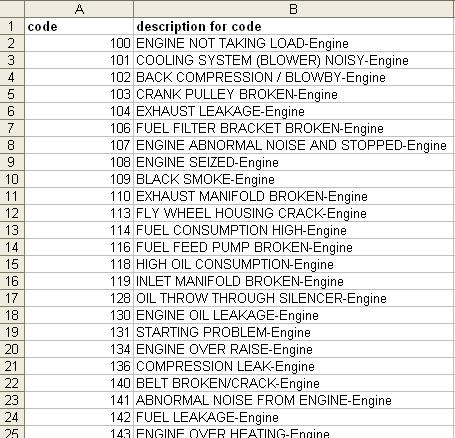 A B
1 code description for code
2 100 ENGINE NOT TAKING LOAD-Engine
3 101 COOLING SYSTEM (BLOWER) NOISY-Engine
4 102 BACK COMPRESSION / BLOWBY-Engine
5 103 CRANK PULLEY BROKEN-Engine
6 104 EXHAUST LEAKAGE-Engine
7 106 FUEL FILTER BRACKET BROKEN-Engine
8 107 ENGINE ABNORMAL NOISE AND STOPPED-Engine
9 108 ENGINE SEIZED-Engine
10 109 BLACK SMOKE-Engine
11 110 EXHAUST MANIFOLD BROKEN-Engine
12 113 FLY WHEEL HOUSING CRACK-Engine
13 114 FUEL CONSUMPTION HIGH-Engine
14 116 FUEL FEED PUMP BROKEN-Engine
15 118 HIGH OIL CONSUMPTION-Engine
16 119 INLET MANIFOLD BROKEN-Engine
17 128 OIL THROW THROUGH SILENCER-Engine
18 130 ENGINE OIL LEAKAGE-Engine
19 131 STARTING PROBLEM-Engine
20 134 ENGINE OVER RAISE-Engine
21 136 COMPRESSION LEAK-Engine
22 140 BELT BROKEN/CRACK-Engine
23 141 ABNORMAL NOISE FROM ENGINE-Engine
24 142 FUEL LEAKAGE-Engine
25 143 ENGINE OVER HEATING-Engine